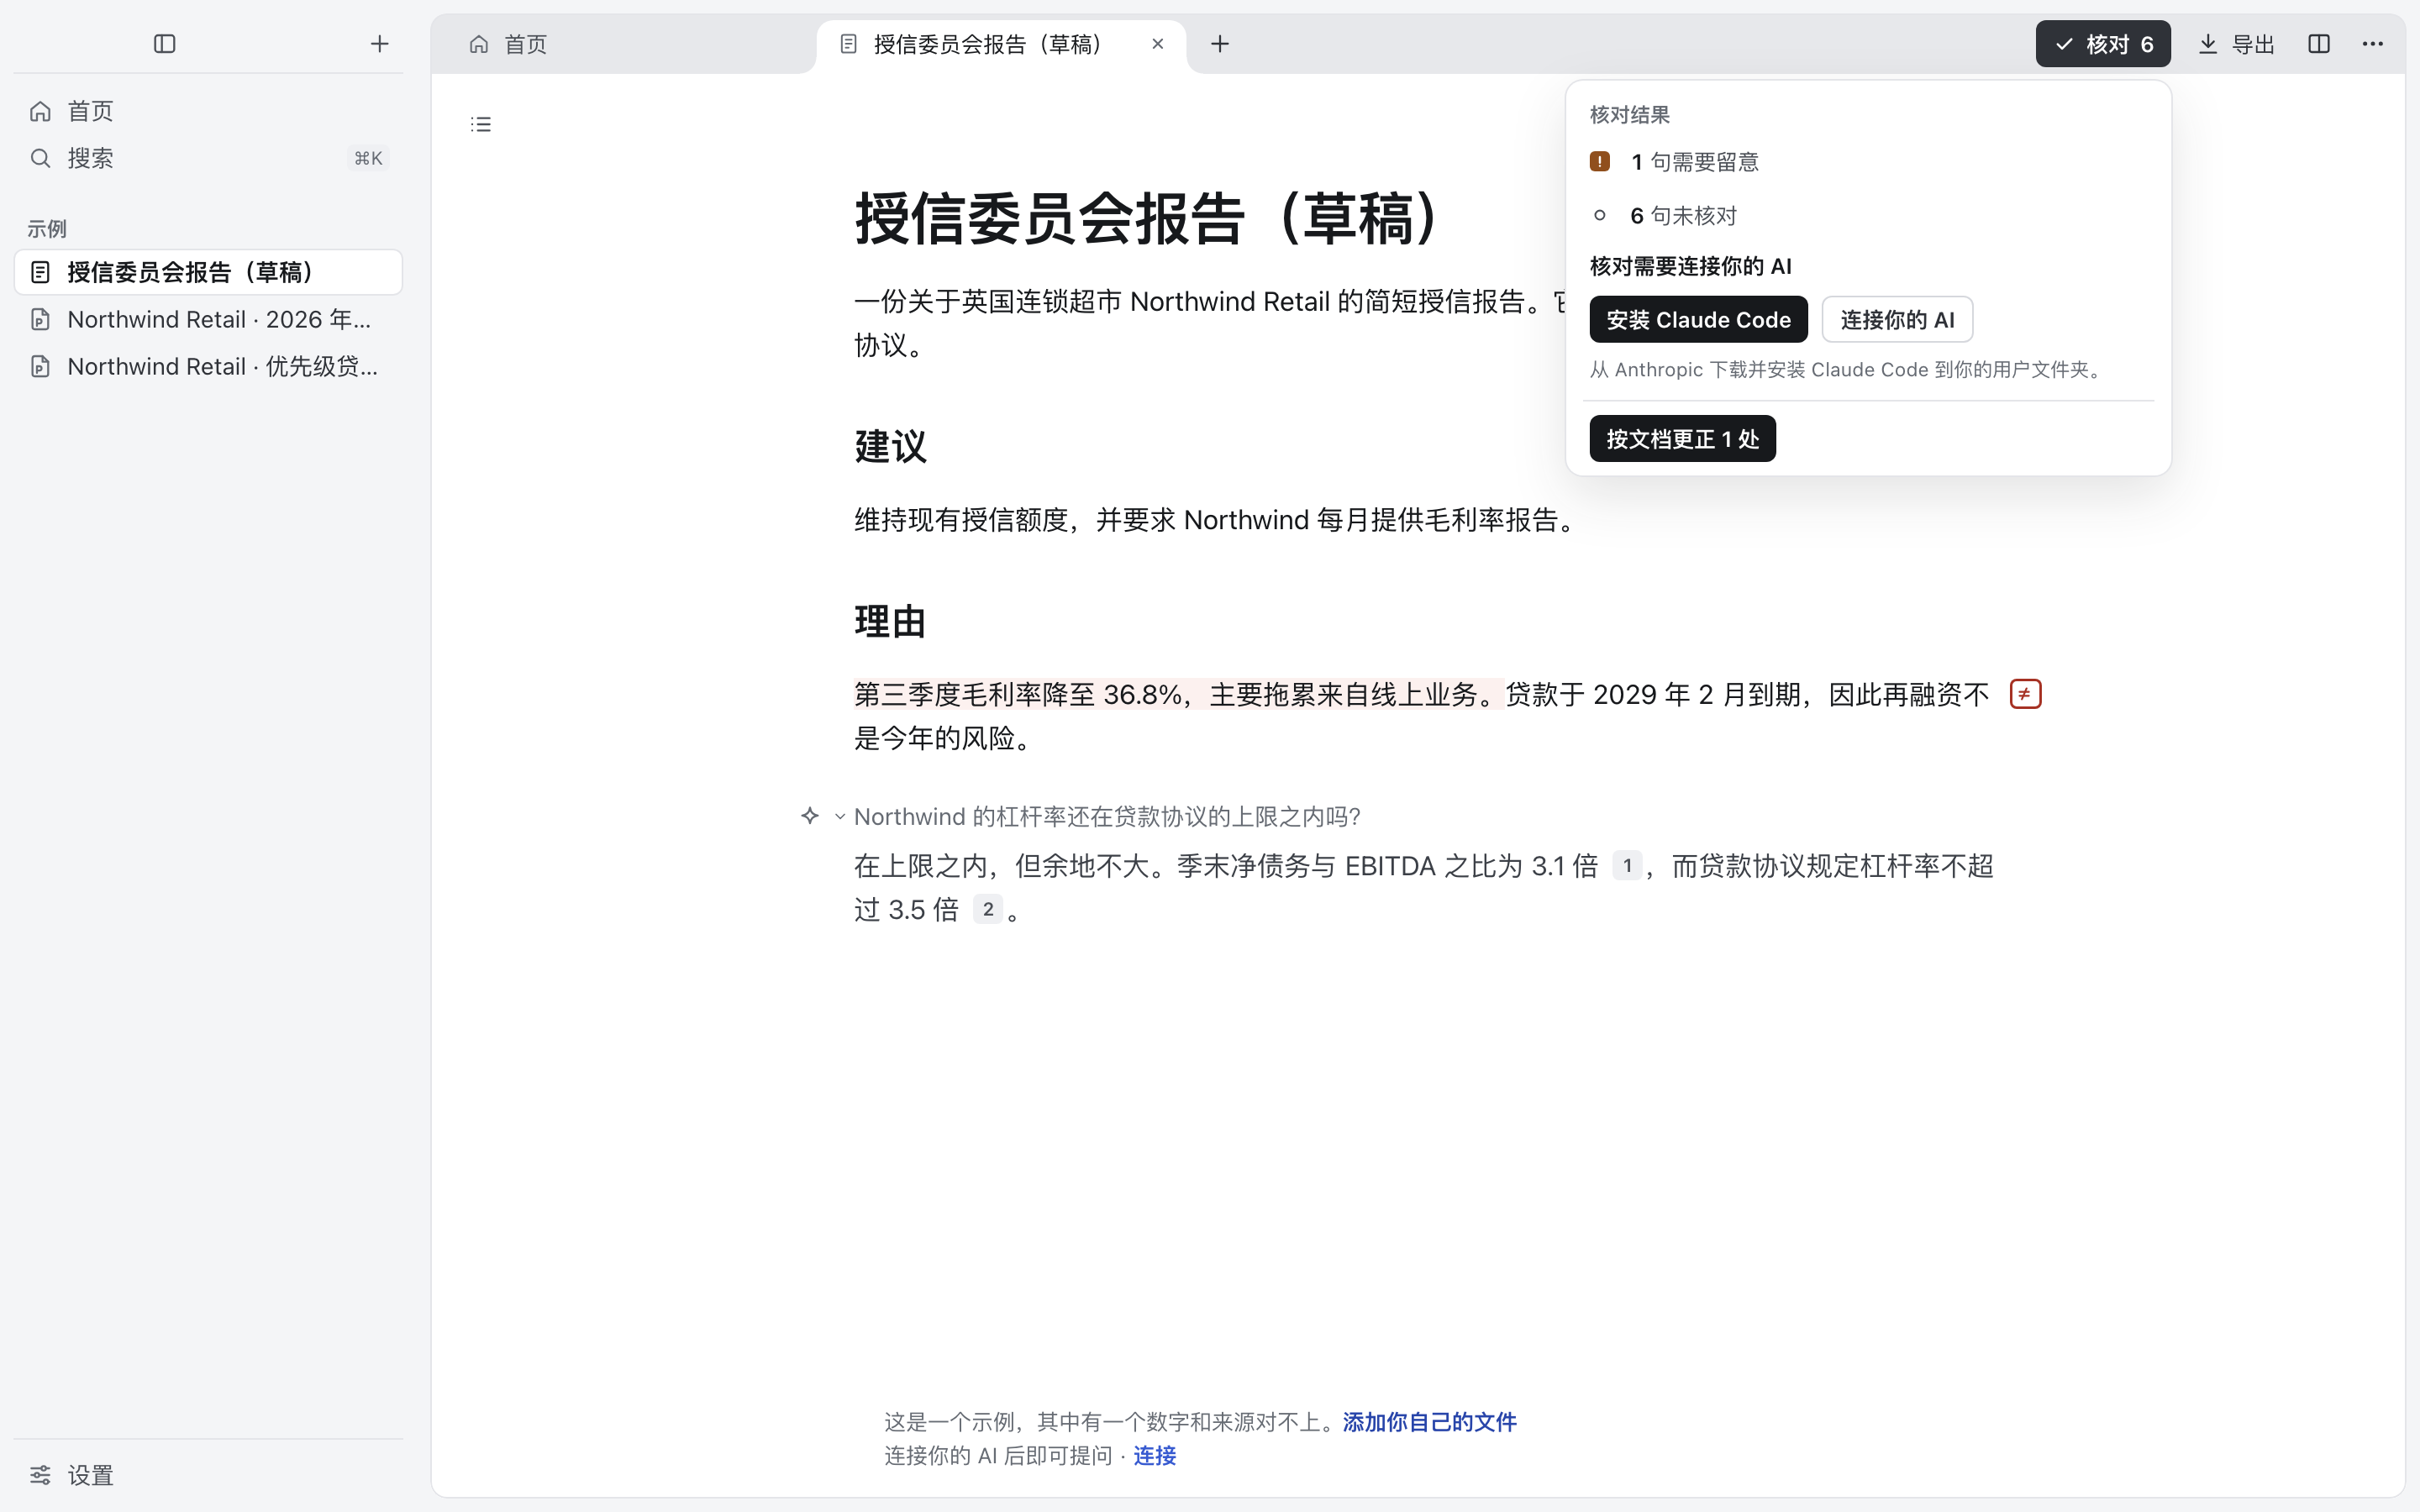 首页
搜索
⌘K
示例
授信委员会报告（草稿）
Northwind Retail · 2026 年...
Northwind Retail · 优先级贷...
设置
首页
授信委员会报告（草稿）
核对 6
导出
核对结果
1 句需要留意
6 句未核对
核对需要连接你的 AI
安装 Claude Code
连接你的 AI
从 Anthropic 下载并安装 Claude Code 到你的用户文件夹。
按文档更正 1 处
授信委员会报告（草稿）
一份关于英国连锁超市 Northwind Retail 的简短授信报告。
协议。
建议
维持现有授信额度，并要求 Northwind 每月提供毛利率报告。
理由
第三季度毛利率降至 36.8%，主要拖累来自线上业务。贷款于 2029 年 2 月到期，因此再融资不 ≠
是今年的风险。
Northwind 的杠杆率还在贷款协议的上限之内吗？
在上限之内，但余地不大。季末净债务与 EBITDA 之比为 3.1 倍 1，而贷款协议规定杠杆率不超
过 3.5 倍 2。
这是一个示例，其中有一个数字和来源对不上。添加你自己的文件
连接你的 AI 后即可提问 · 连接